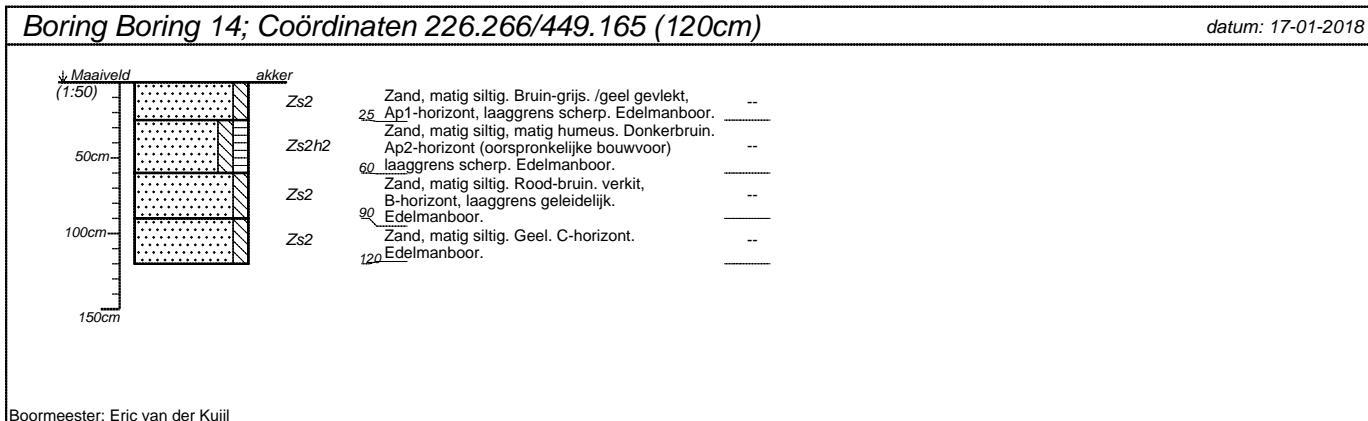 Boring Boring 14; Coördinaten 226.266/449.165 (120cm)
datum: 17-01-2018
Maaiveld
akker
(1:50)
Zs2
Zand, matig siltig. Bruin-grijs. /geel gevlekt,
--
25 Ap1-horizont, laaggrens scherp. Edelmanboor.
Zs2h2
Zand, matig siltig, matig humeus. Donkerbruin.
Ap2-horizont (oorspronkelijke bouwvoor)
--
50cm
60 laaggrens scherp. Edelmanboor.
Zs2
Zand, matig siltig. Rood-bruin. verkit,
B-horizont, laaggrens geleidelijk.
--
90 Edelmanboor.
100cm
Zs2
Zand, matig siltig. Geel. C-horizont.
--
120 Edelmanboor.
150cm
Boormeester: Eric van der Kuijl